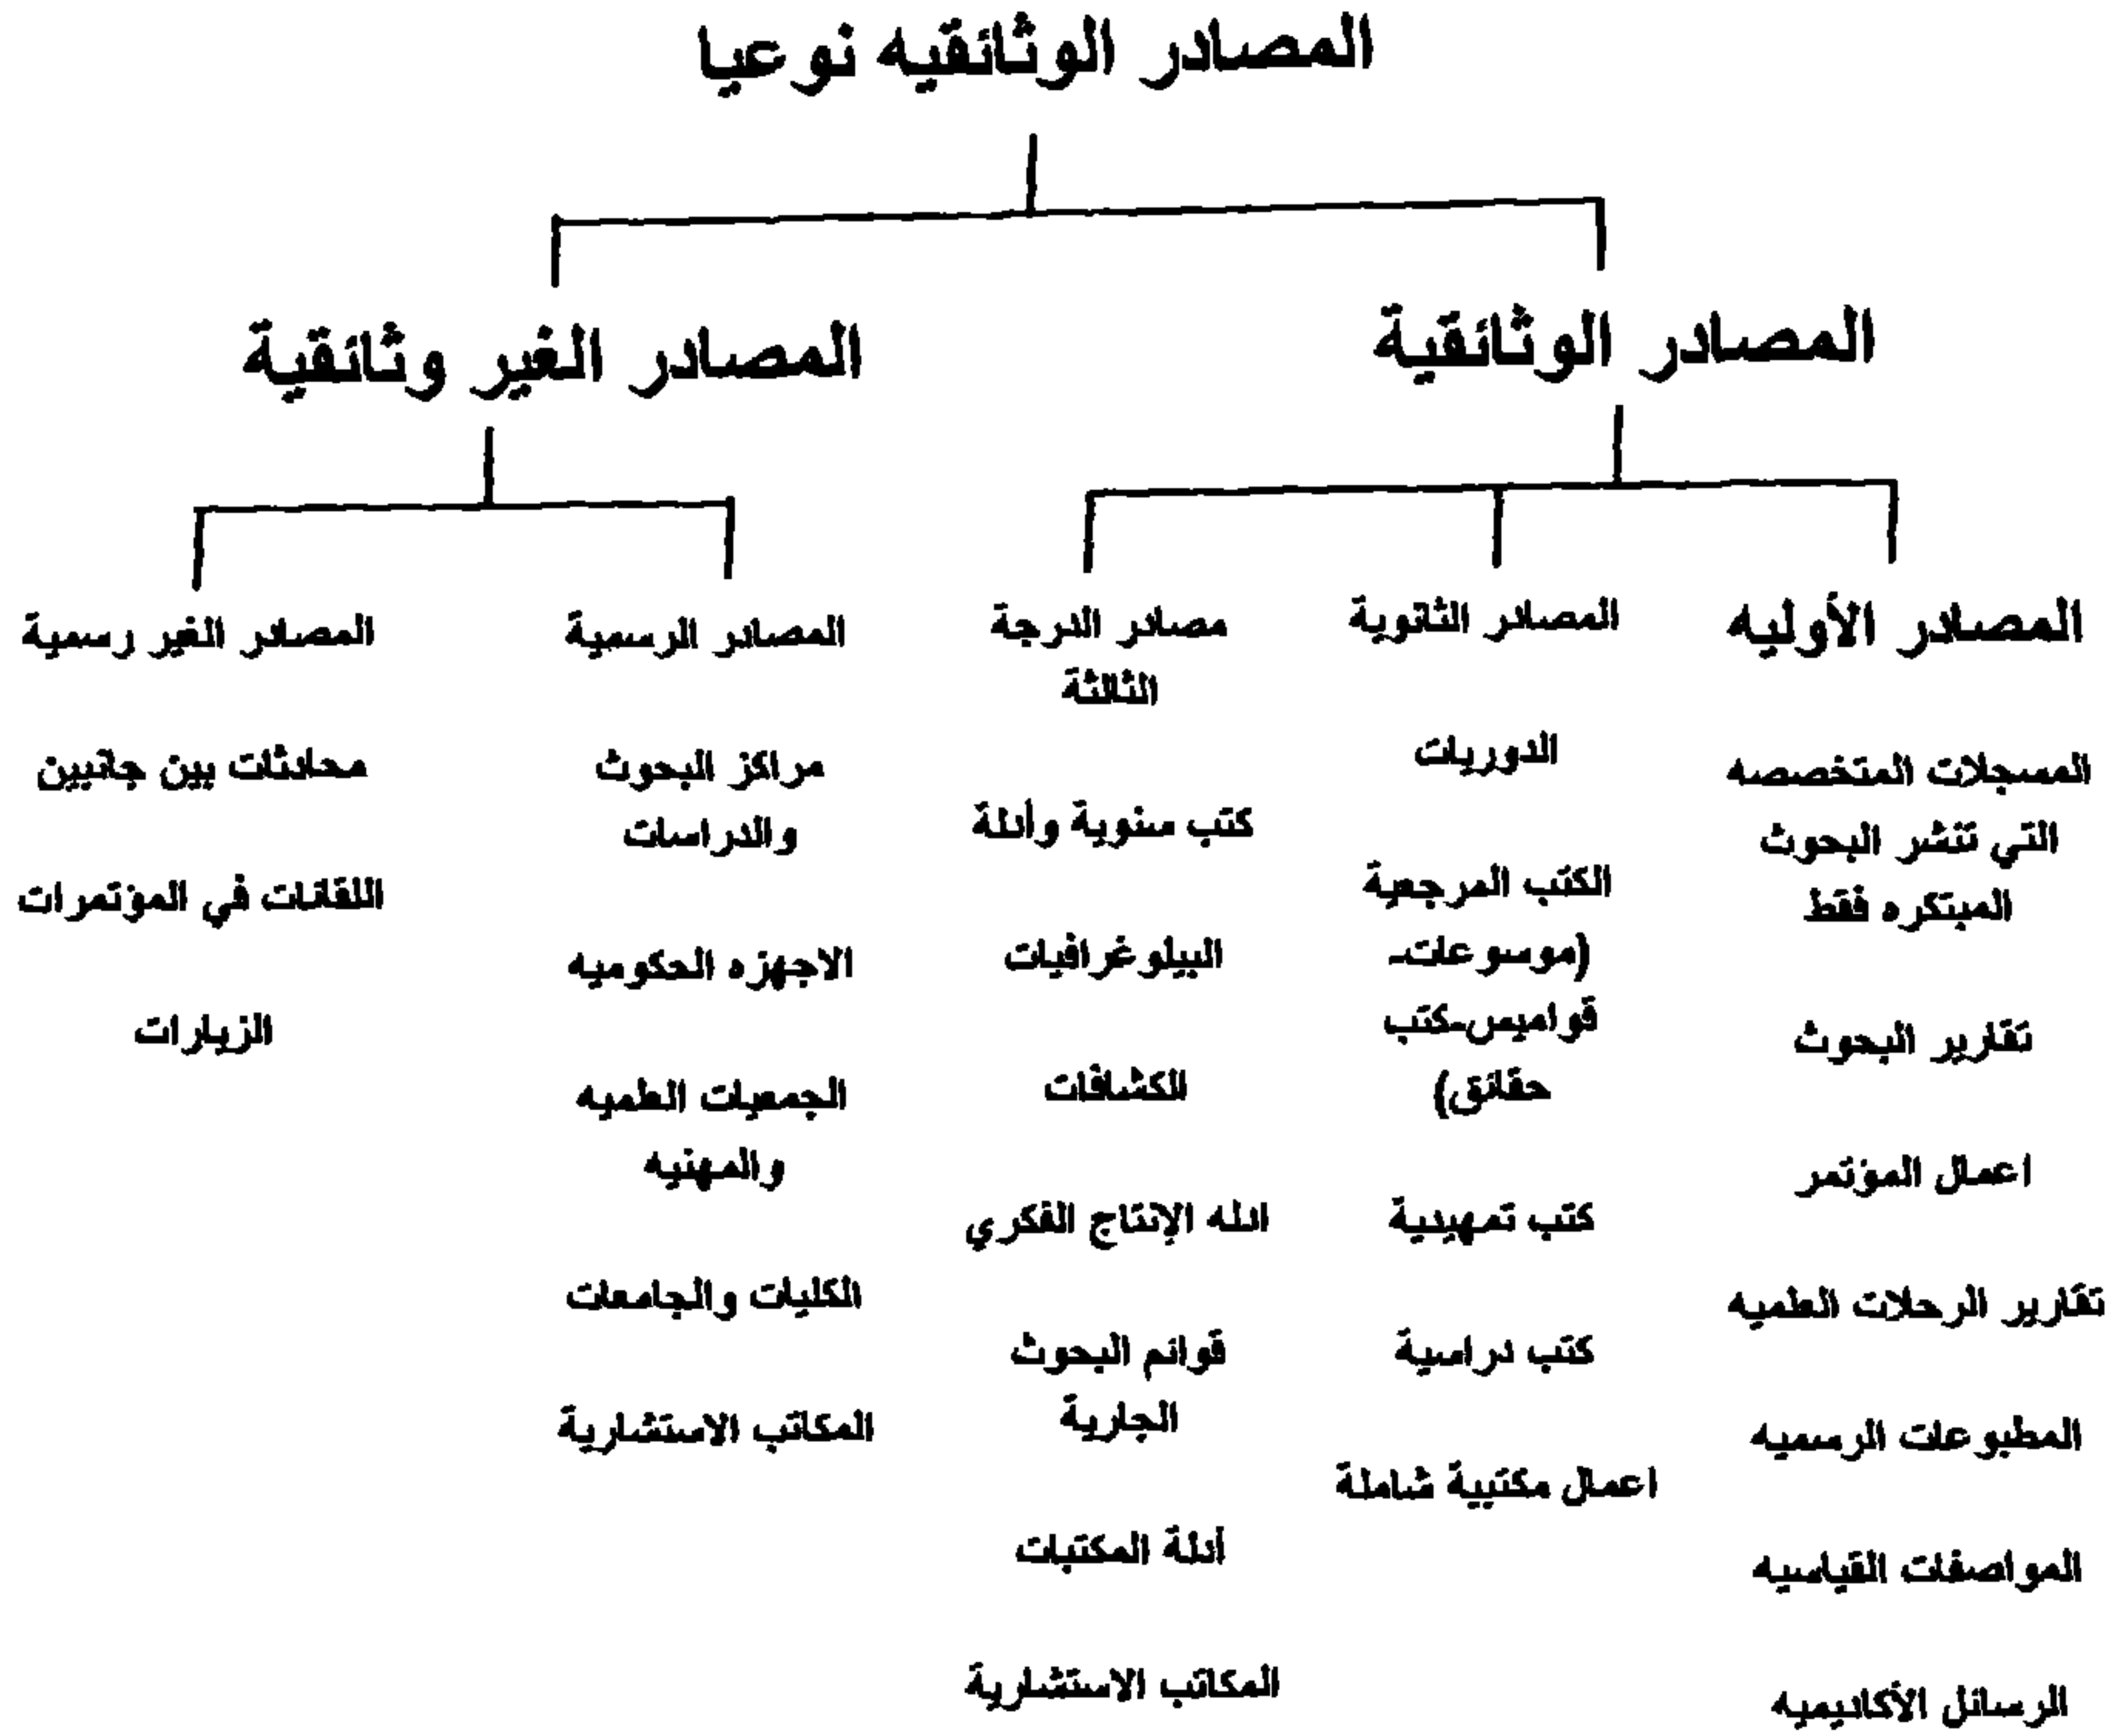 المصادر الوثائقيه نوعيا
المصادر الوثائقية
المصادر الغير وثائقية
المصادر الأوليه
المسجلات المتخصصه
التي تنشر البحوث
المبتكره فقط
تقارير البحوث
اعمال المؤتمر
تقارير الرحلات العلميه
المطبوعات الرسميه
المواصفات القياسيه
الرسائل الأكاديميه
المصادر الثانوية
الدوريات
الكتب المرجعية
(موسوعات-
قواميس-كتب
حقائق)
كتب تمهيدية
كتب دراسية
اعمال مكتبية شاملة
مصادر الدرجة
الثالثة
كتب سنوية وأدلة
البيلوغرافيات
الكشافات
ادله الإنتاج الفكري
قوائم البحوث
الجارية
أدلة المكتبات
المكاتب الاستشارية
المصادر الرسمية
مراكز البحوث
والدراسات
الاجهزه الحكوميه
الجمعيات العلميه
والمهنيه
الكليات والجامعات
المكاتب الاستشارية
المصادر الغير رسمية
محادثات بين جانبين
اللقائات في المؤتمرات
الزيارات